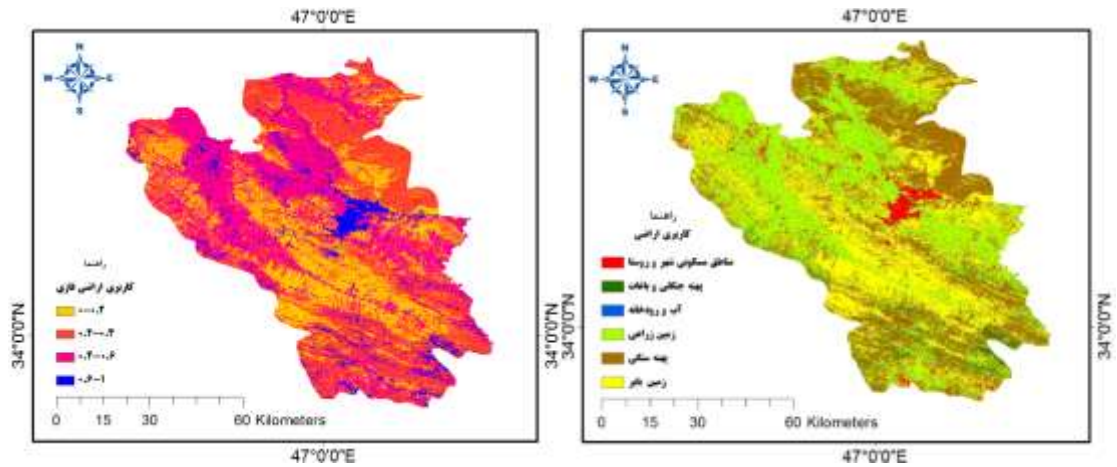 47°0'0"E
N
W
E
S
راهنما
کاربری اراضی فازی
۰-۰.۲
۰.۲-۰.۴
۰.۴-۰.۶
۰.۶-۱
0 15 30 60 Kilometers
34°0'0"N
47°0'0"E
47°0'0"E
N
W
E
S
راهنما
کاربری اراضی
مناطق مسکونی شهر و روستا
پهنه جنگلی و باغات
آب و رودخانه
زمین زراعی
پهنه سنگی
زمین بایر
0 15 30 60 Kilometers
34°0'0"N
34°0'0"N
47°0'0"E